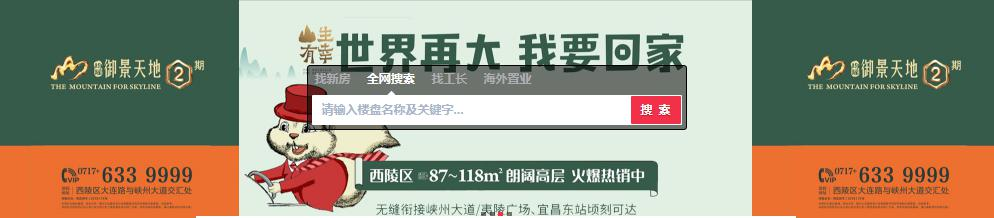 御景天地 2 期
THE MOUNTAIN FOR SKYLINE
VIP 0717+ 633 9999
西陵区大连路与峡州大道交汇处
人生有幸
世界再大 我要回家
找新房 全网搜索 找工长 海外置业
请输入楼盘名称及关键字... 搜 索
西陵区 87~118m² 朗阔高层 火爆热销中
无缝衔接峡州大道/夷陵广场、宜昌东站顷刻可达
御景天地 2 期
THE MOUNTAIN FOR SKYLINE
VIP 0717+ 633 9999
西陵区大连路与峡州大道交汇处